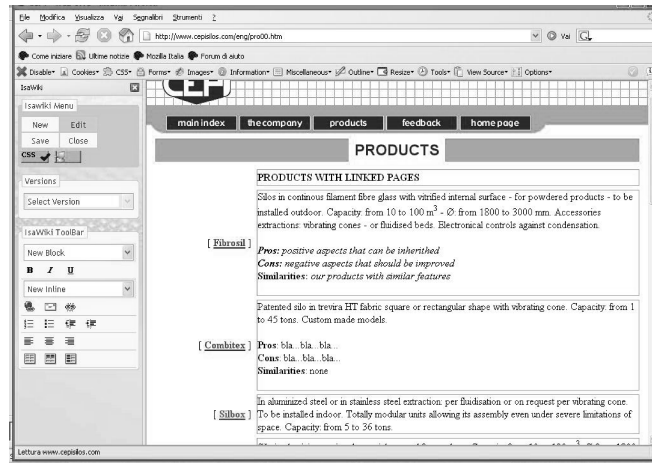 File Modifica Visualizza Vai Segnalibri Strumenti ?
http://www.cepisilos.com/eng/pro00.htm Vai
Come iniziare Ultime notizie Mozilla Italia Forum di aiuto
Disable Cookies CSS Forms Images Information Miscellaneous Outline Resize Tools View Source Options
IsaWiki
Isawiki Menu
New Edit
Save Close
CSS
Versions
Select Version
IsaWiki ToolBar
New Block
B I U
New Inline
CEP
main index the company products feedback home page
PRODUCTS
PRODUCTS WITH LINKED PAGES
[ Fibrosil ]
Silos in continous filament fibre glass with vitrified internal surface - for powdered products - to be
installed outdoor. Capacity: from 10 to 100 m3 - Ø: from 1800 to 3000 mm. Accessories
extractions: vibrating cones - or fluidised beds. Electronical controls against condensation.
Pros: positive aspects that can be inherithed
Cons: negative aspects that should be improved
Similarities: our products with similar features
[ Combitex ]
Patented silo in trevira HT fabric square or rectangular shape with vibrating cone. Capacity: from 1
to 45 tons. Custom made models.
Pros: bla...bla...bla...
Cons: bla...bla...bla...
Similarities: none
[ Silbox ]
In aluminized steel or in stainless steel extraction: per fluidisation or on request per vibrating cone.
To be installed indoor. Totally modular units allowing its assembly even under severe limitations of
space. Capacity: from 5 to 36 tons.
Lettura www.cepisilos.com